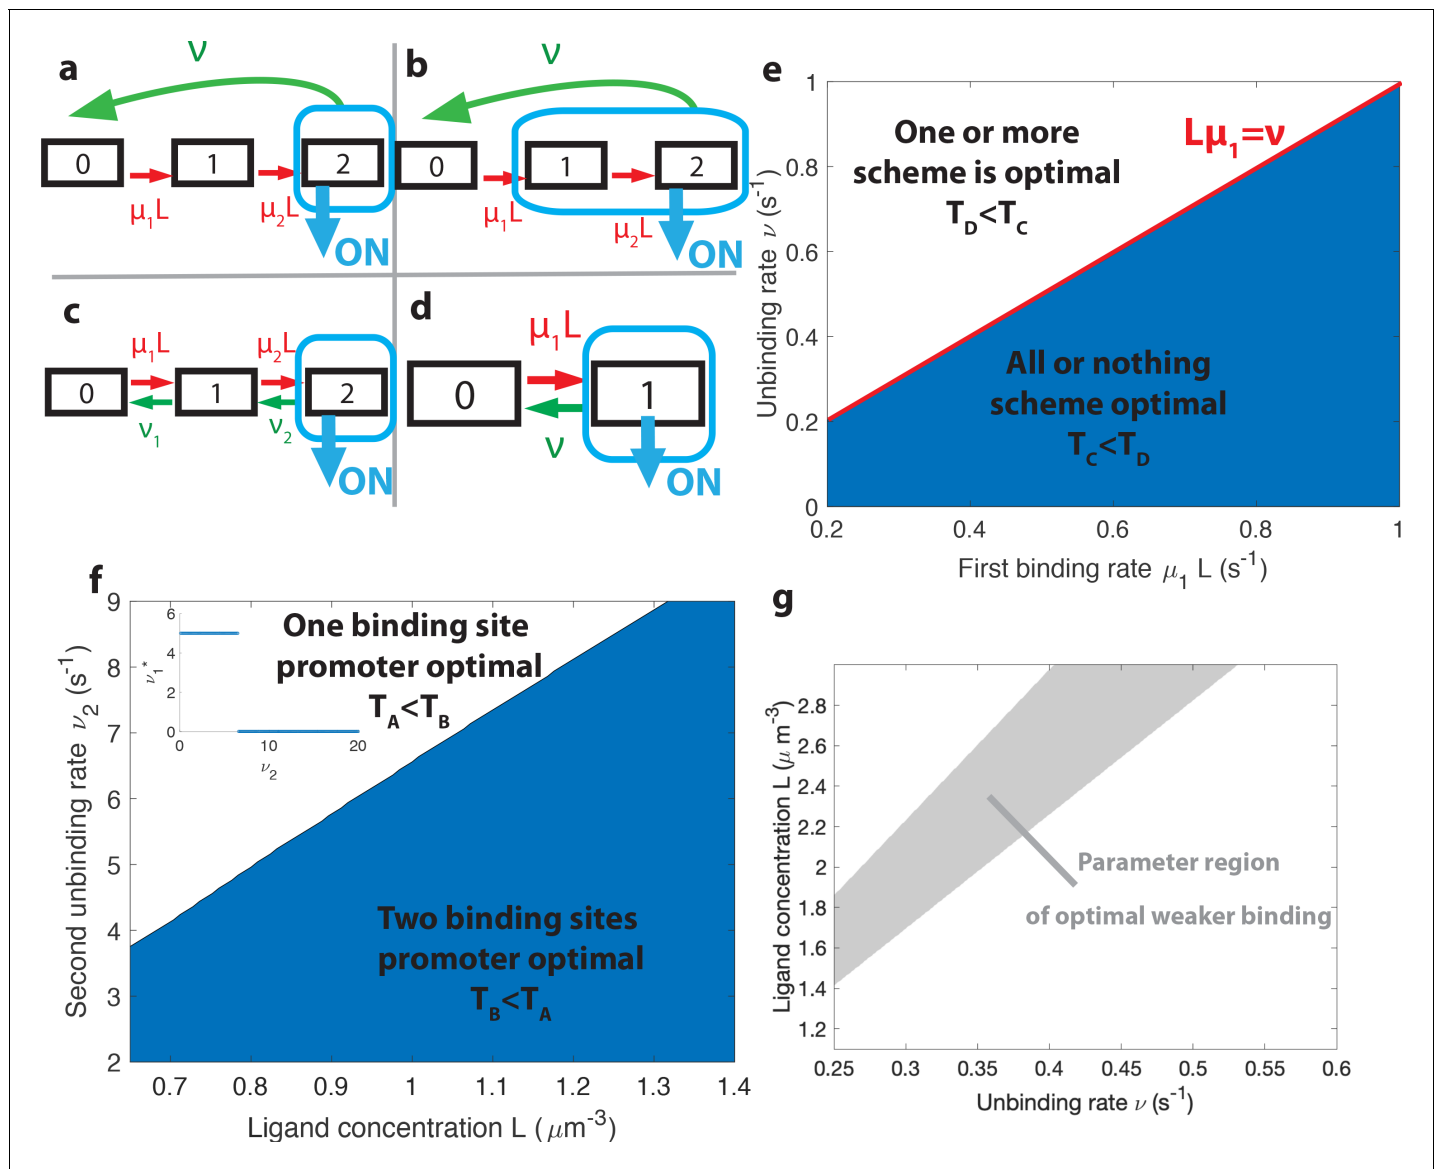 a
ν
0
1
2
μ1L
μ2L
ON
b
ν
0
1
2
μ1L
μ2L
ON
c
μ1L
μ2L
0
1
2
ν1
ν2
ON
d
μ1L
0
1
ν
ON
e
One or more
scheme is optimal
TD<TC
Lμ1=ν
All or nothing
scheme optimal
TC<TD
Unbinding rate ν (s-1)
1
0.8
0.6
0.4
0.2
0
0.2
0.4
0.6
0.8
1
First binding rate μ1 L (s-1)
f
One binding site
promoter optimal
TA<TB
Two binding sites
promoter optimal
TB<TA
Second unbinding rate ν2 (s-1)
9
8
7
6
5
4
3
2
0.7
0.8
0.9
1
1.1
1.2
1.3
1.4
Ligand concentration L (μm-3)
ν1*
6
4
2
0
0
10
20
ν2
g
Parameter region
of optimal weaker binding
Ligand concentration L (μ m-3)
2.8
2.6
2.4
2.2
2
1.8
1.6
1.4
1.2
0.25
0.3
0.35
0.4
0.45
0.5
0.55
0.6
Unbinding rate ν (s-1)